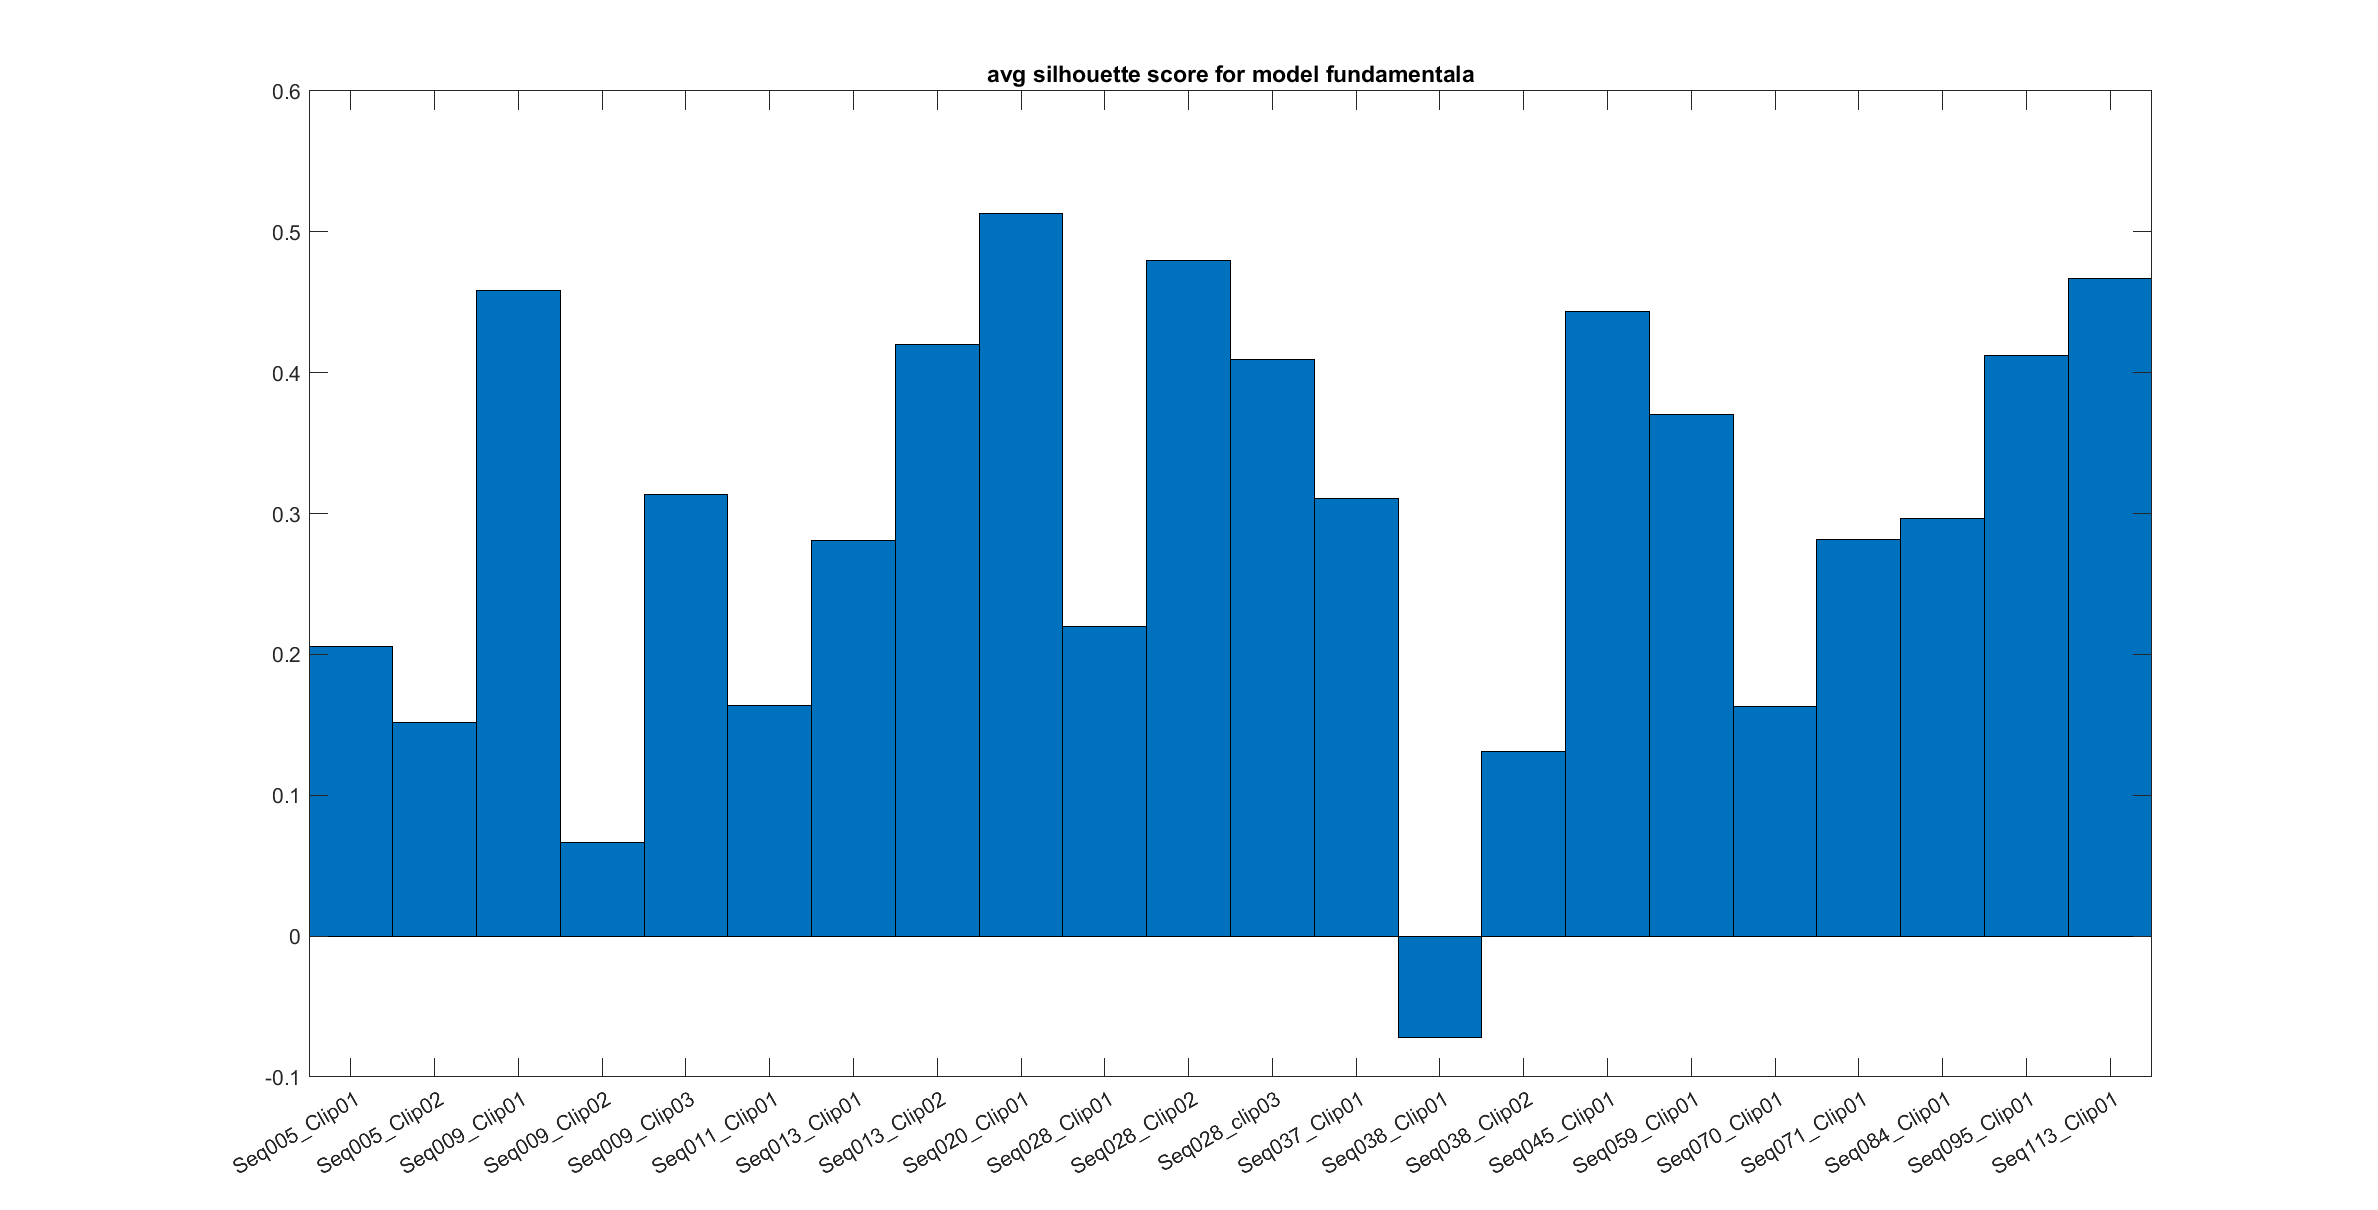 avg silhouette score for model fundamentala
0.6
0.5
0.4
0.3
0.2
0.1
0
-0.1
Seq005_Clip01
Seq005_Clip02
Seq009_Clip01
Seq009_Clip02
Seq009_Clip03
Seq011_Clip01
Seq013_Clip01
Seq013_Clip02
Seq020_Clip01
Seq028_Clip01
Seq028_Clip02
Seq028_clip03
Seq037_Clip01
Seq038_Clip01
Seq038_Clip02
Seq045_Clip01
Seq059_Clip01
Seq070_Clip01
Seq071_Clip01
Seq084_Clip01
Seq095_Clip01
Seq113_Clip01